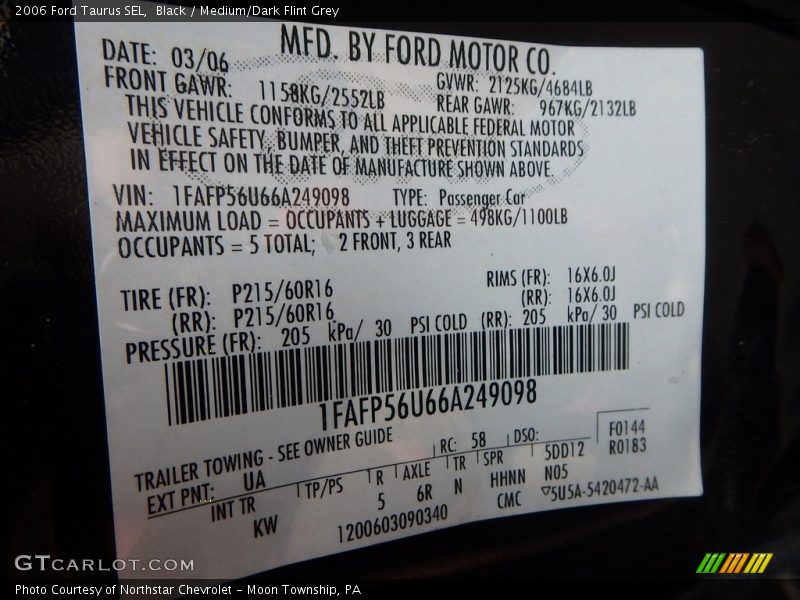 2006 Ford Taurus SEL, Black / Medium/Dark Flint Grey
MFD. BY FORD MOTOR CO.
DATE: 03/06 GVWR: 2125KG/4684LB
FRONT GAWR: 1158KG/2552LB REAR GAWR: 967KG/2132LB
THIS VEHICLE CONFORMS TO ALL APPLICABLE FEDERAL MOTOR
VEHICLE SAFETY, BUMPER, AND THEFT PREVENTION STANDARDS
IN EFFECT ON THE DATE OF MANUFACTURE SHOWN ABOVE.
VIN: 1FAFP56U66A249098 TYPE: Passenger Car
MAXIMUM LOAD = OCCUPANTS + LUGGAGE = 498KG/1100LB
OCCUPANTS = 5 TOTAL; 2 FRONT, 3 REAR
TIRE (FR): P215/60R16 RIMS (FR): 16X6.0J
(RR): P215/60R16 (RR): 16X6.0J
PRESSURE (FR): 205 kPa/ 30 PSI COLD (RR): 205 kPa/ 30 PSI COLD
1FAFP56U66A249098
TRAILER TOWING - SEE OWNER GUIDE RC: 58 DSO: F0144
EXT PNT: UA 5DD12 R0183
INT TR TP/PS R AXLE TR SPR N05
KW 5 6R N HHNN
1200603090340 CMC ▽5U5A-5420472-AA
GTCARLOT.COM
Photo Courtesy of Northstar Chevrolet - Moon Township, PA